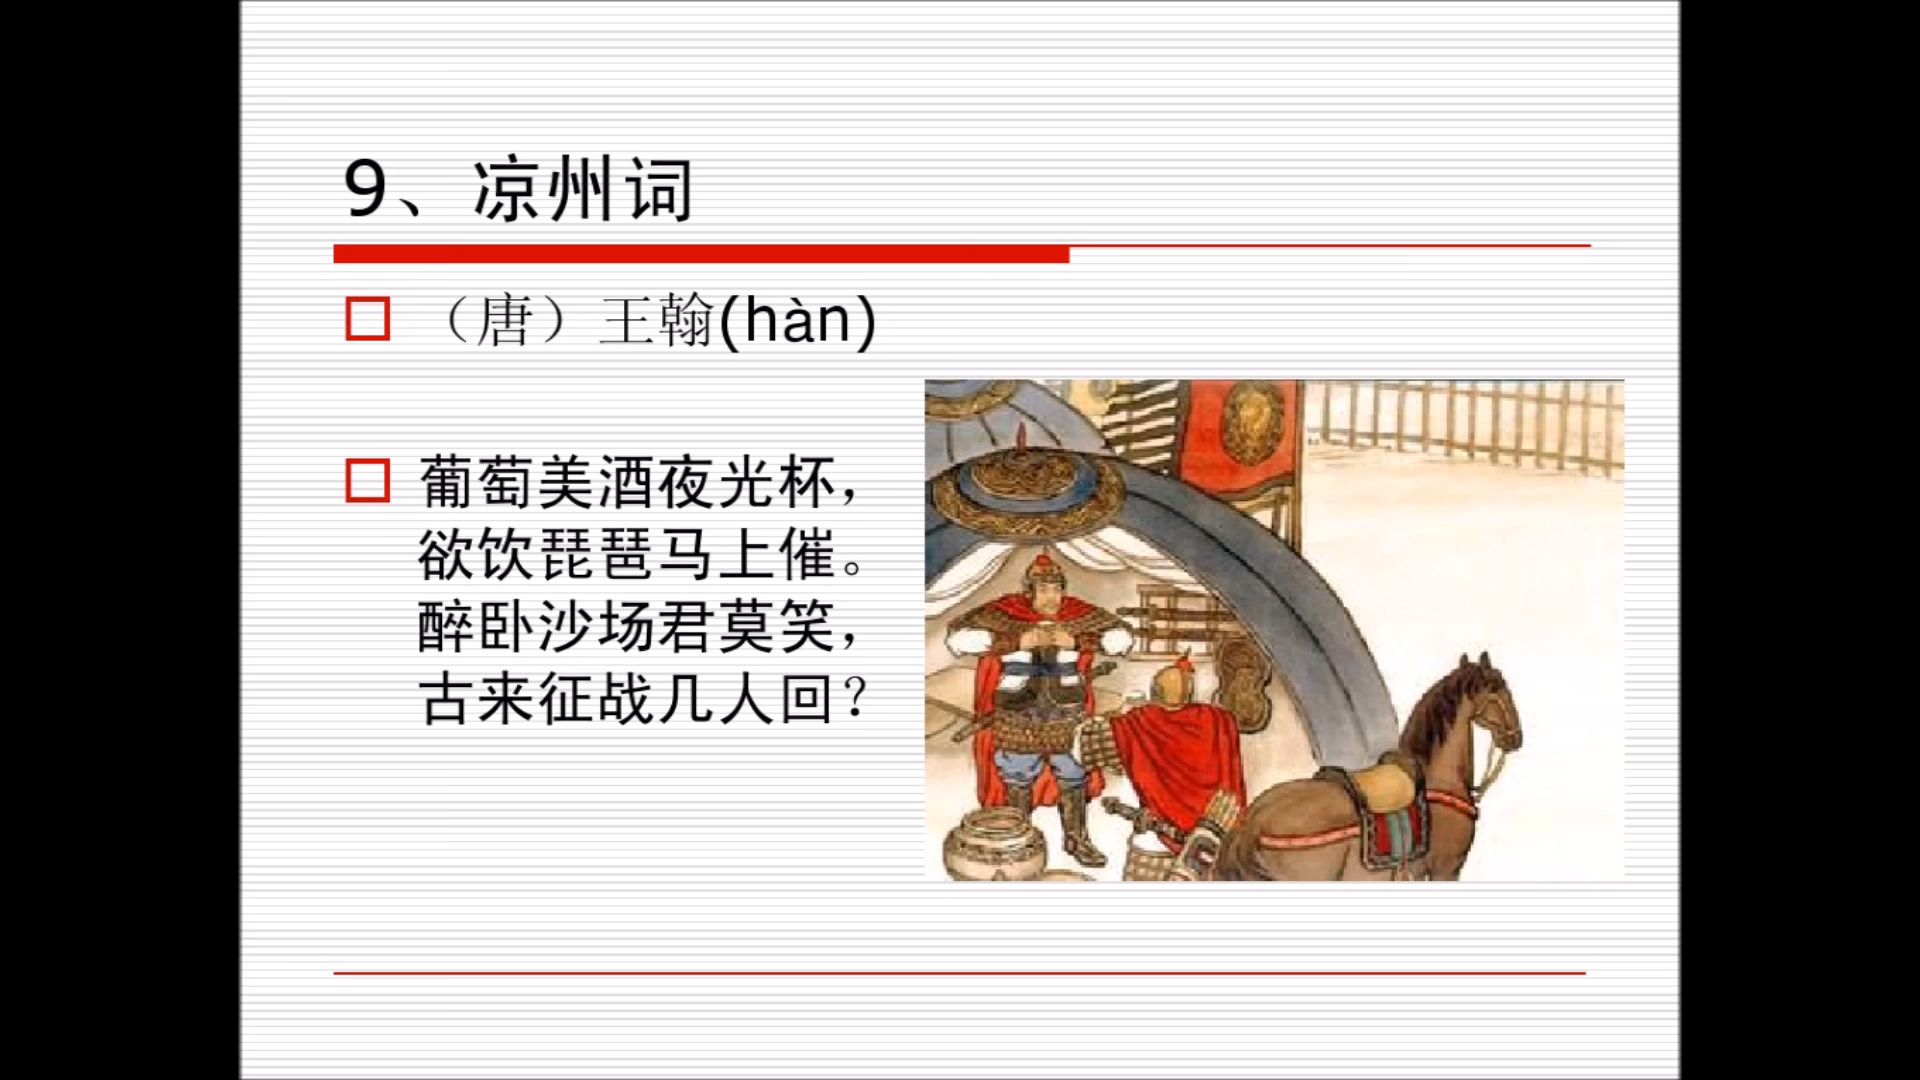 9、凉州词
（唐）王翰(hàn)
葡萄美酒夜光杯，
欲饮琵琶马上催。
醉卧沙场君莫笑，
古来征战几人回？